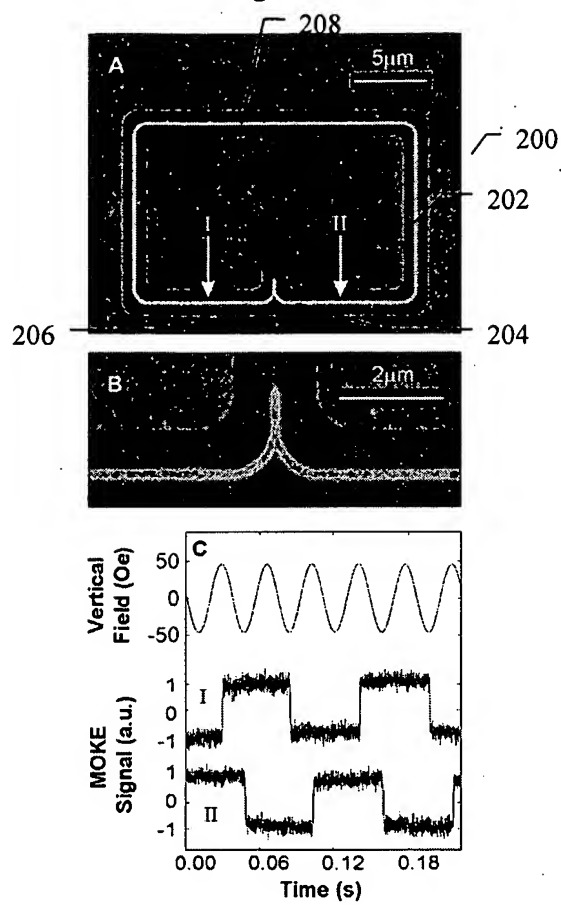 208
A
5µm
200
202
I
II
206
204
B
2µm
C
Vertical
Field (Oe)
50
0
-50
MOKE
Signal (a.u.)
I
1
0
-1
1
0
-1
II
0.00 0.06 0.12 0.18
Time (s)